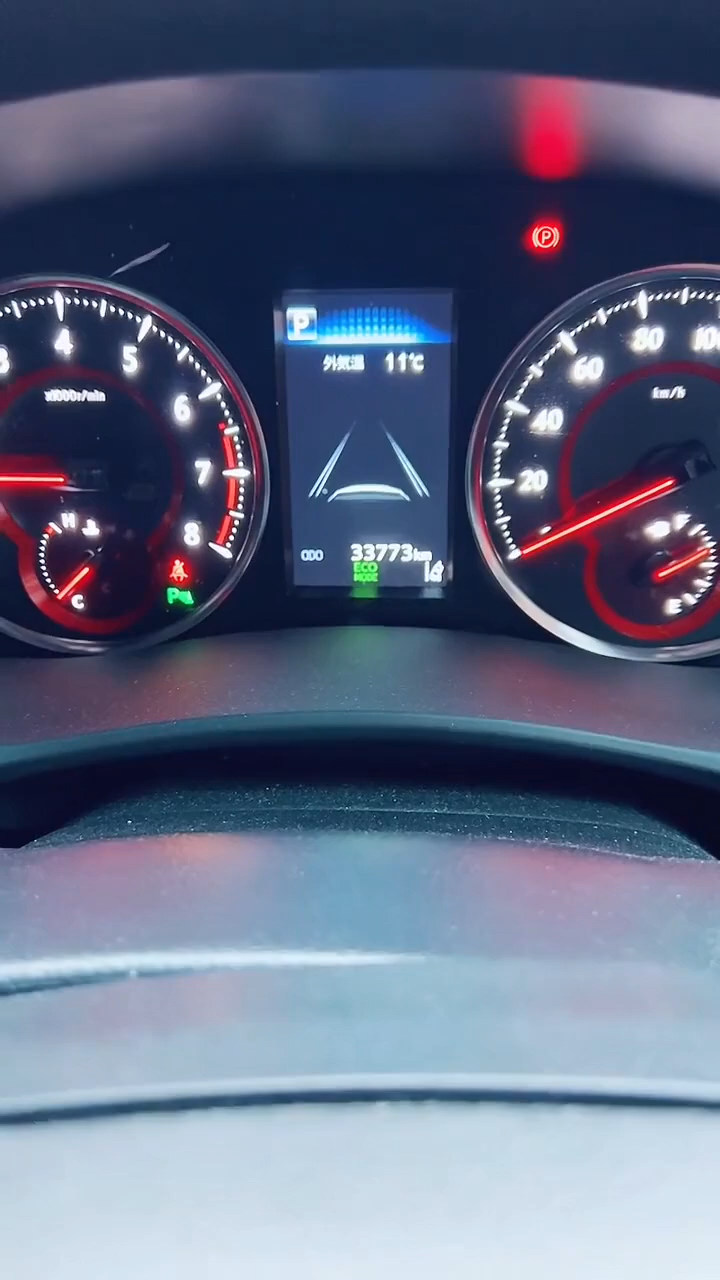 4
5
6
7
8
x1000r/min
H
C
P
外気温 11℃
ODO 33773km
ECO
MODE
P
20
40
60
80
100
km/h
F
E